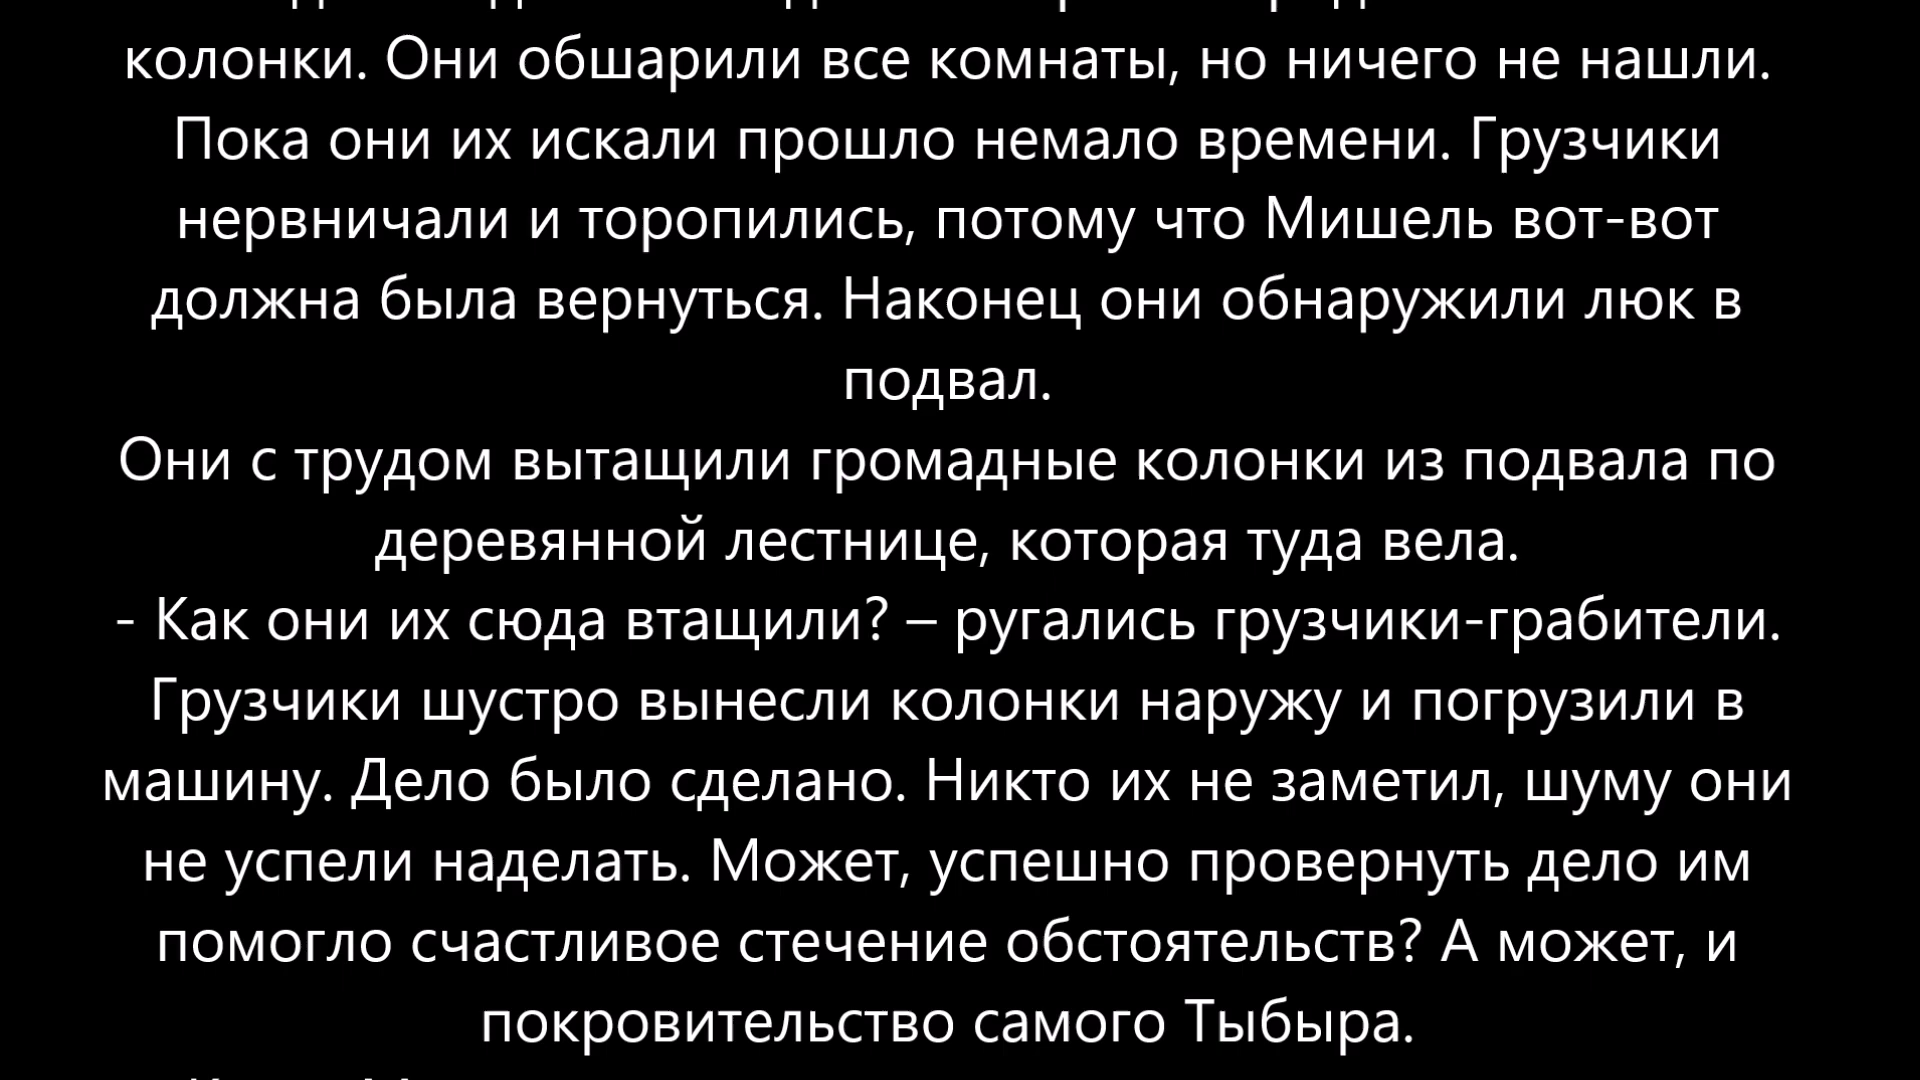 колонки. Они обшарили все комнаты, но ничего не нашли.
Пока они их искали прошло немало времени. Грузчики
нервничали и торопились, потому что Мишель вот-вот
должна была вернуться. Наконец они обнаружили люк в
подвал.
Они с трудом вытащили громадные колонки из подвала по
деревянной лестнице, которая туда вела.
- Как они их сюда втащили? – ругались грузчики-грабители.
Грузчики шустро вынесли колонки наружу и погрузили в
машину. Дело было сделано. Никто их не заметил, шуму они
не успели наделать. Может, успешно провернуть дело им
помогло счастливое стечение обстоятельств? А может, и
покровительство самого Тыбыра.